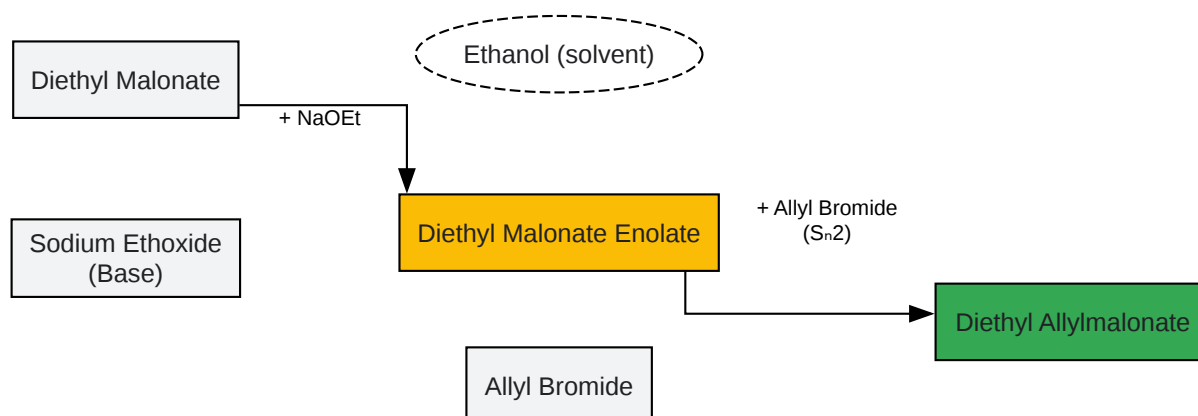 Ethanol (solvent)
Diethyl Malonate
+ NaOEt
Diethyl Malonate Enolate
+ Allyl Bromide
(Sₙ2)
Sodium Ethoxide
(Base)
Diethyl Allylmalonate
Allyl Bromide